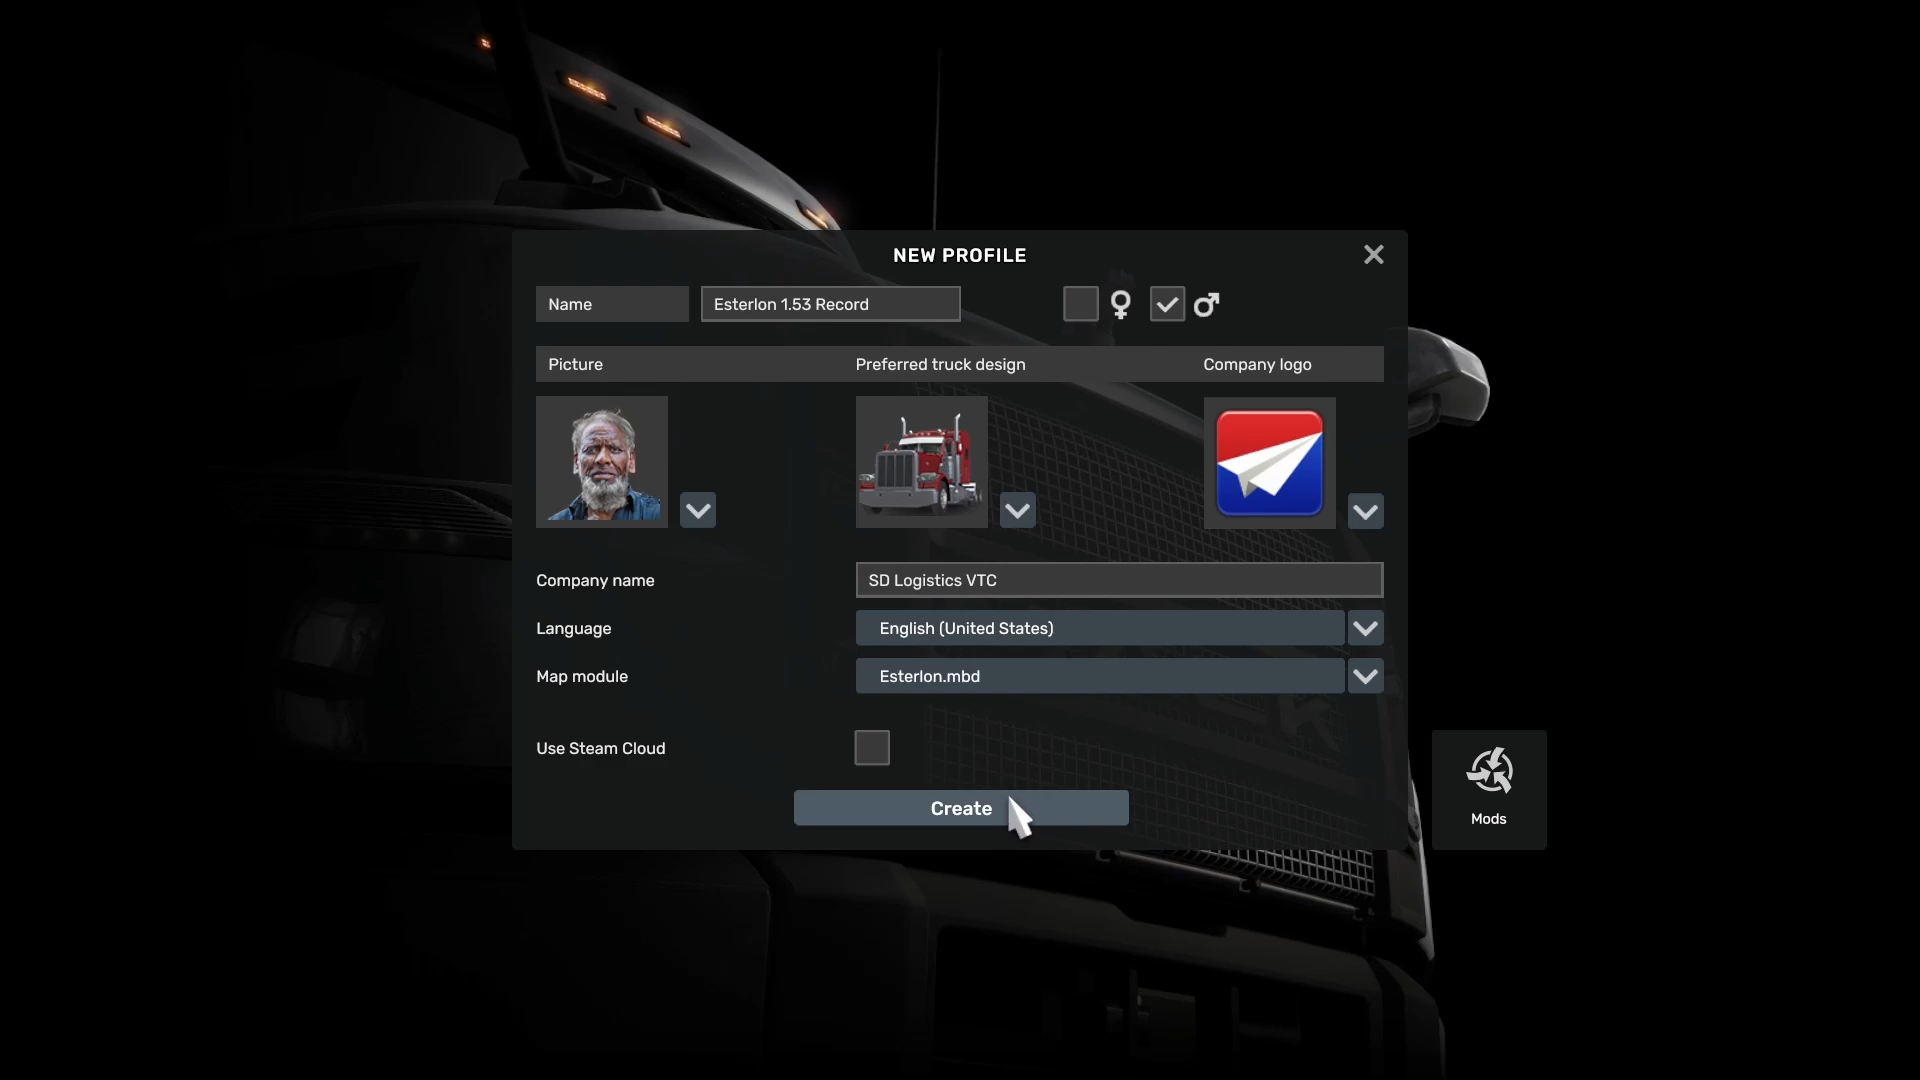 NEW PROFILE
Name
Esterlon 1.53 Record
Picture
Preferred truck design
Company logo
Company name
SD Logistics VTC
Language
English (United States)
Map module
Esterlon.mbd
Use Steam Cloud
Create
Mods